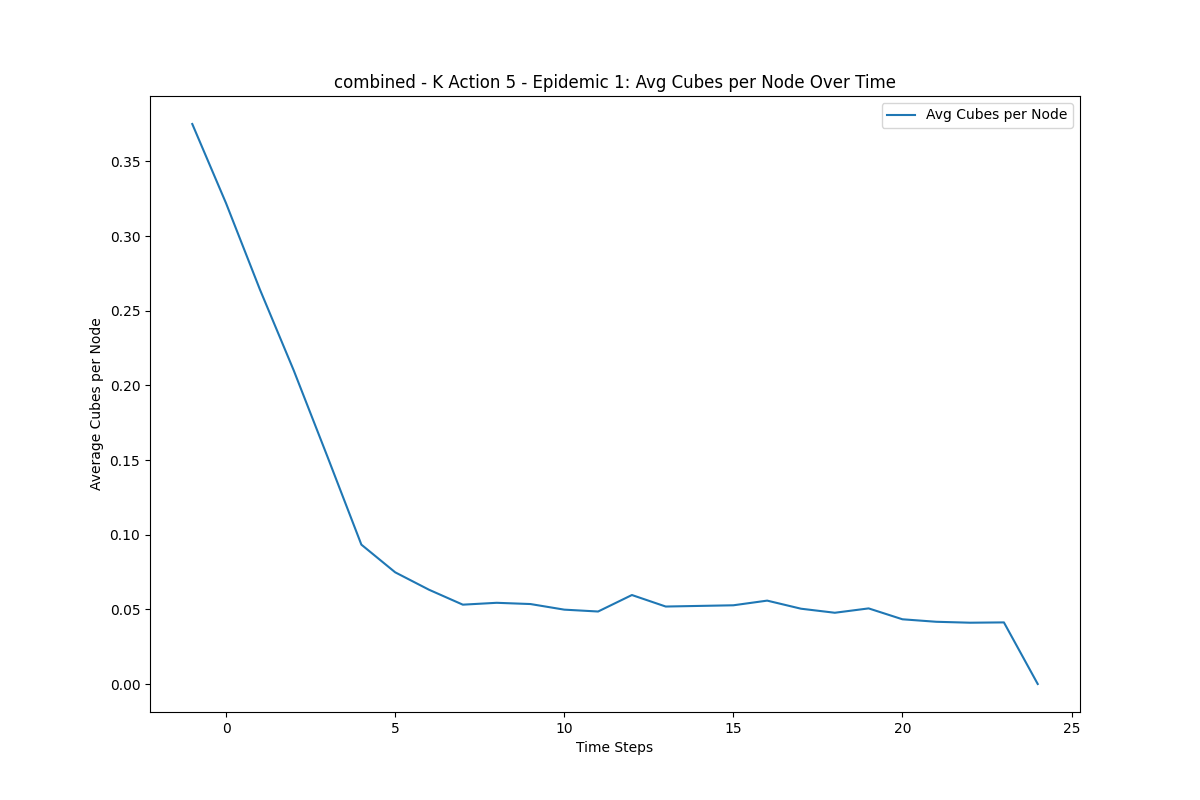 combined - K Action 5 - Epidemic 1: Avg Cubes per Node Over Time
Avg Cubes per Node
Average Cubes per Node
0.35
0.30
0.25
0.20
0.15
0.10
0.05
0.00
0 5 10 15 20 25
Time Steps